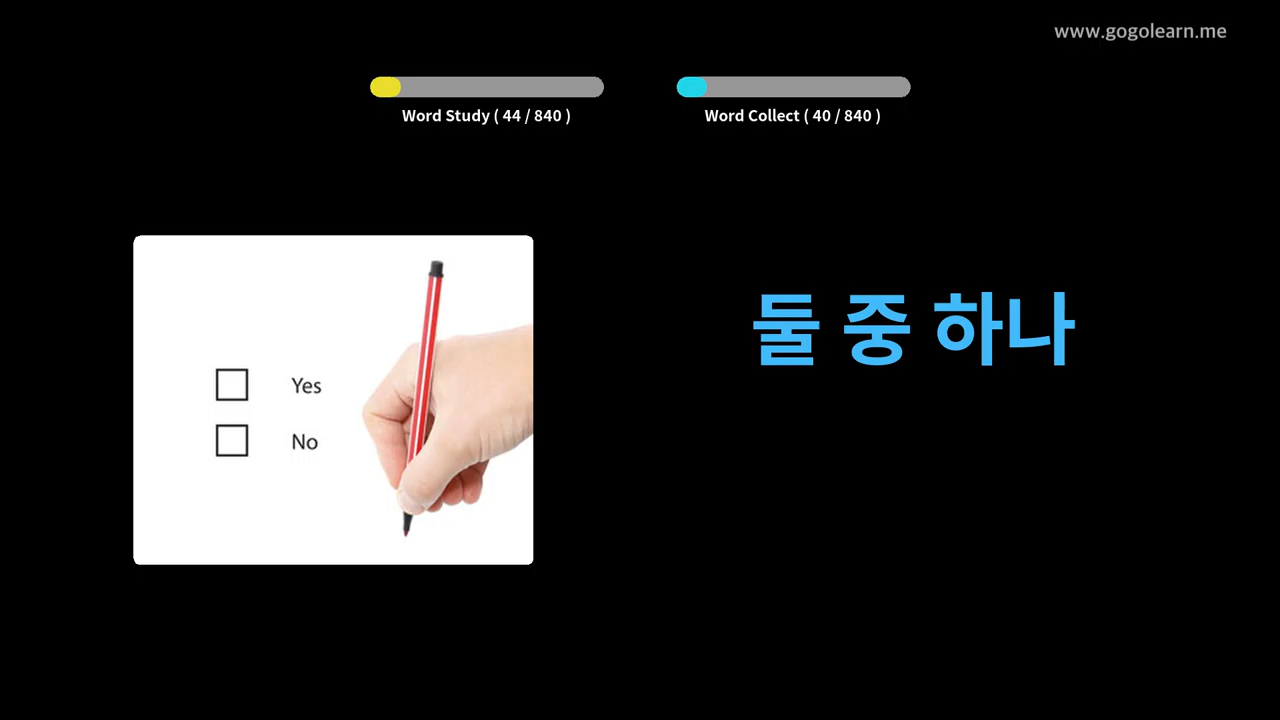 www.gogolearn.me
Word Study ( 44 / 840 )
Word Collect ( 40 / 840 )
Yes
No
둘 중 하나